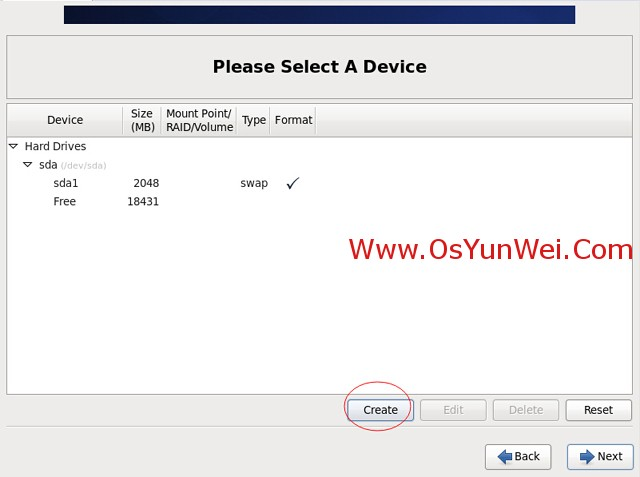 Please Select A Device
Device Size (MB) Mount Point/ RAID/Volume Type Format
Hard Drives
sda (/dev/sda)
sda1 2048 swap
Free 18431
Www.OsYunWei.Com
Create Edit Delete Reset
Back Next